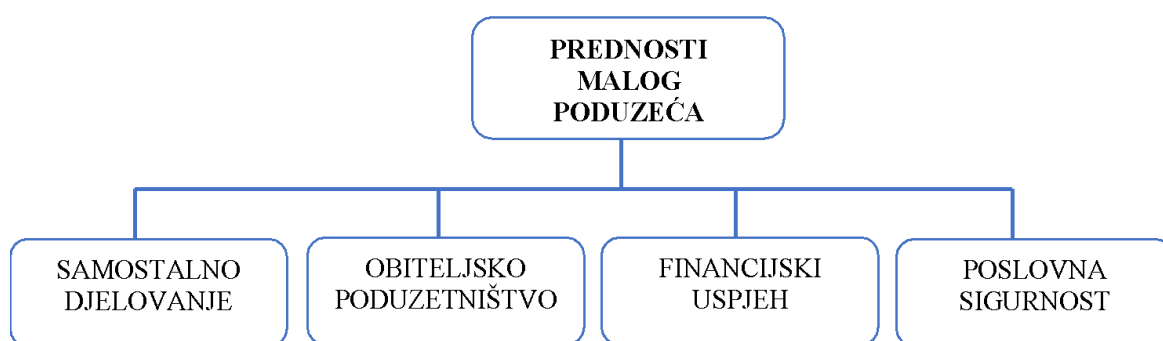 PREDNOSTI
MALOG
PODUZEĆA
SAMOSTALNO
DJELOVANJE
OBITELJSKO
PODUZETNIŠTVO
FINANCIJSKI
USPJEH
POSLOVNA
SIGURNOST